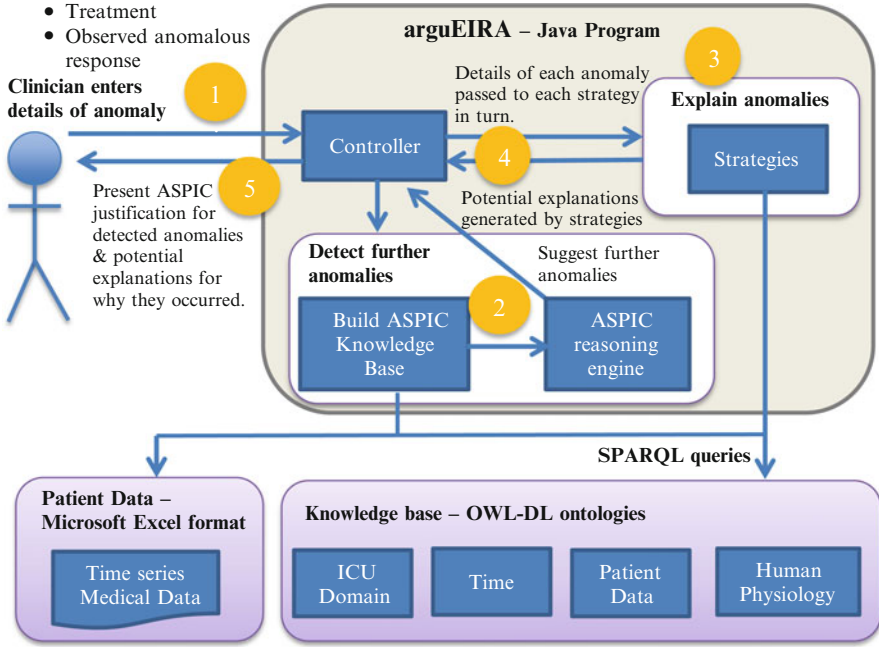 • Treatment
• Observed anomalous
response
Clinician enters
details of anomaly
1
arguEIRA – Java Program
Details of each anomaly
passed to each strategy
in turn.
3
Explain anomalies
Strategies
Controller
4
5
Present ASPIC
justification for
detected anomalies
& potential
explanations for
why they occurred.
Potential explanations
generated by strategies
Detect further
anomalies
Suggest further
anomalies
2
Build ASPIC
Knowledge
Base
ASPIC
reasoning
engine
SPARQL queries
Patient Data –
Microsoft Excel format
Time series
Medical Data
Knowledge base – OWL-DL ontologies
ICU
Domain
Time
Patient
Data
Human
Physiology